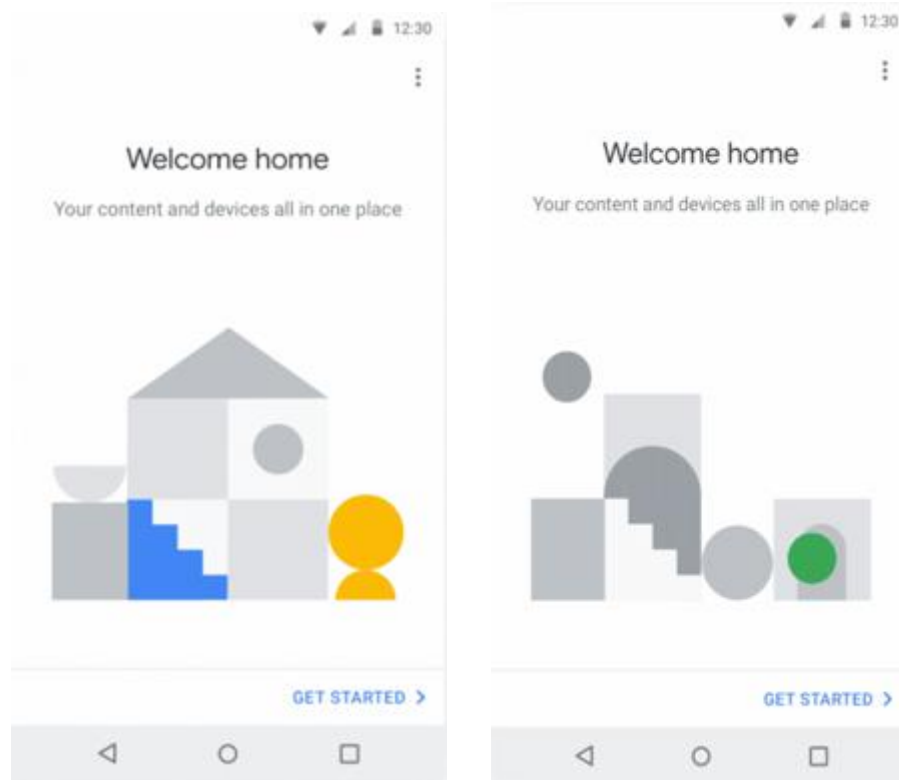 12:30
Welcome home
Your content and devices all in one place
GET STARTED
12:30
Welcome home
Your content and devices all in one place
GET STARTED